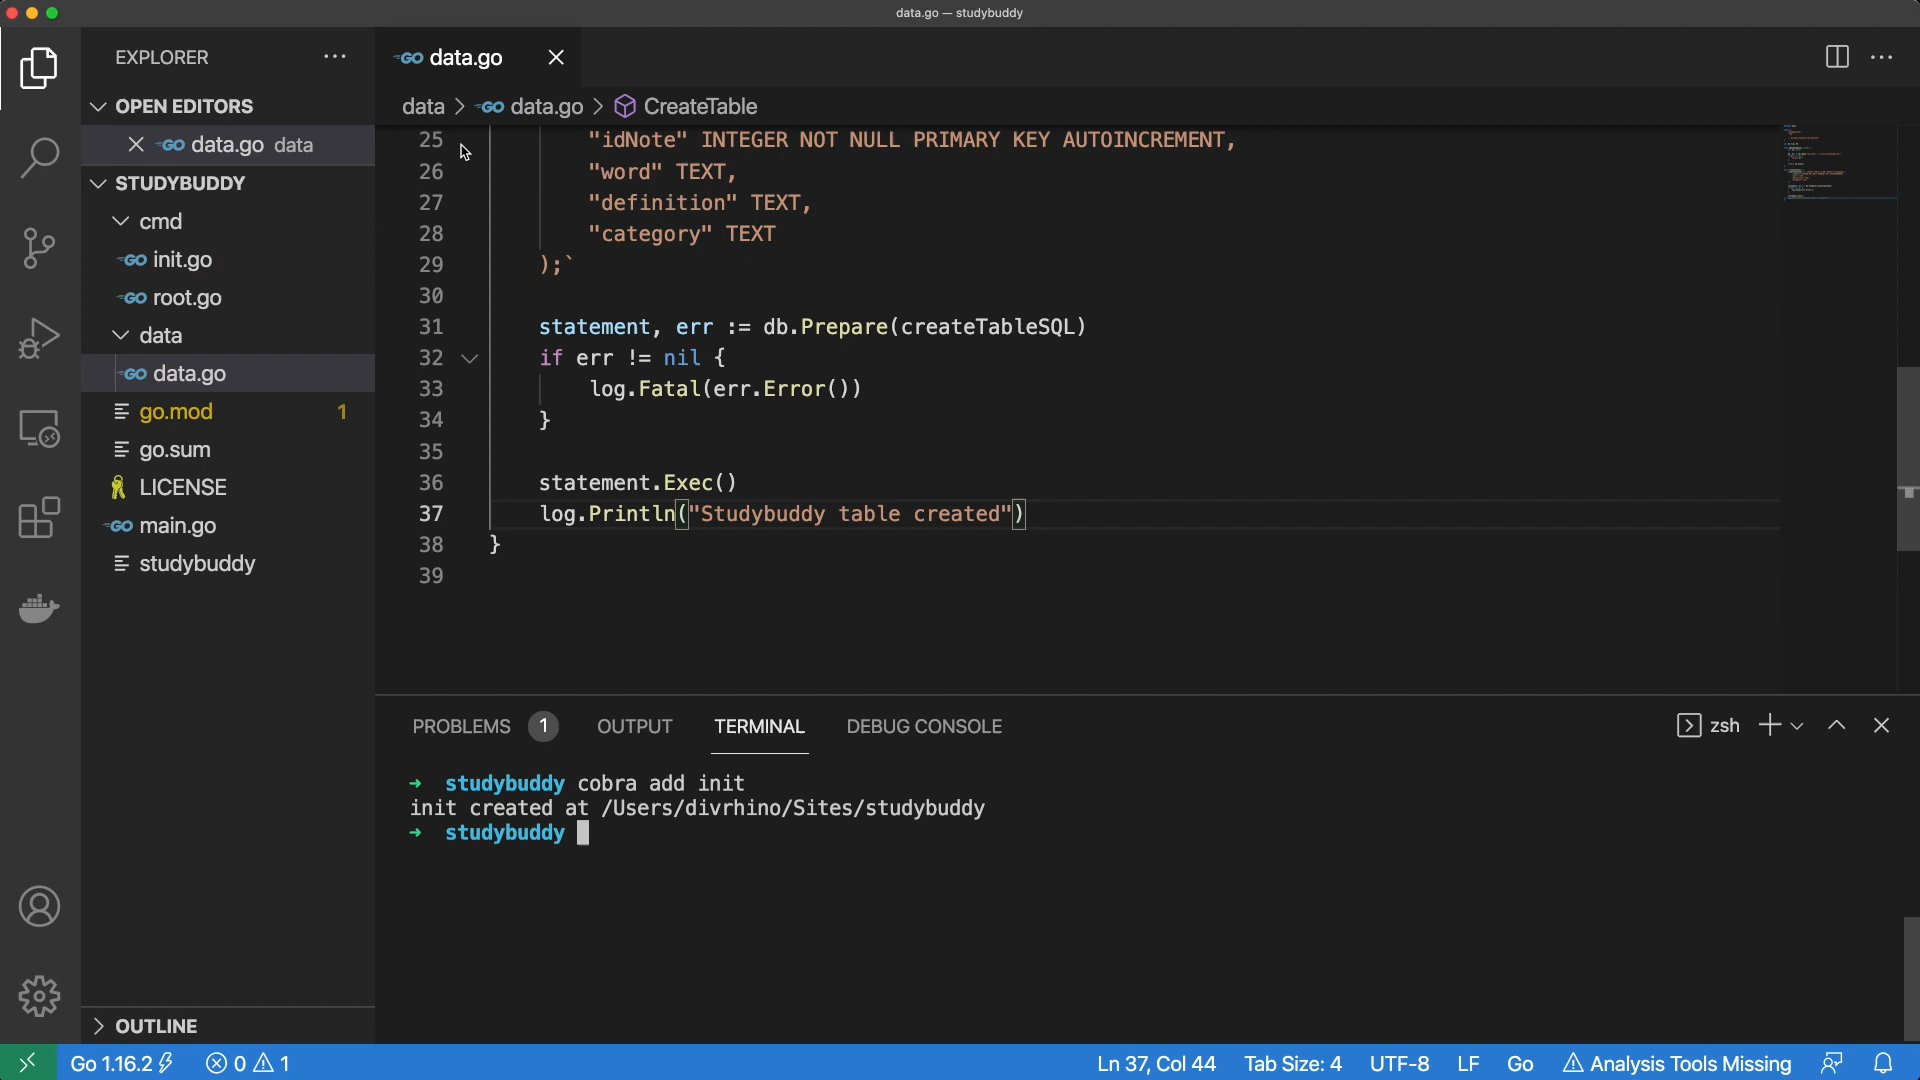 data.go — studybuddy
EXPLORER
OPEN EDITORS
data.go data
STUDYBUDDY
cmd
init.go
root.go
data
data.go
go.mod 1
go.sum
LICENSE
main.go
studybuddy
OUTLINE
data.go
data > data.go > CreateTable
25 "idNote" INTEGER NOT NULL PRIMARY KEY AUTOINCREMENT,
26 "word" TEXT,
27 "definition" TEXT,
28 "category" TEXT
29 );`
30
31 statement, err := db.Prepare(createTableSQL)
32 if err != nil {
33 log.Fatal(err.Error())
34 }
35
36 statement.Exec()
37 log.Println("Studybuddy table created")
38 }
39
PROBLEMS 1 OUTPUT TERMINAL DEBUG CONSOLE
zsh
→ studybuddy cobra add init
init created at /Users/divrhino/Sites/studybuddy
→ studybuddy
Go 1.16.2 0 1 Ln 37, Col 44 Tab Size: 4 UTF-8 LF Go Analysis Tools Missing